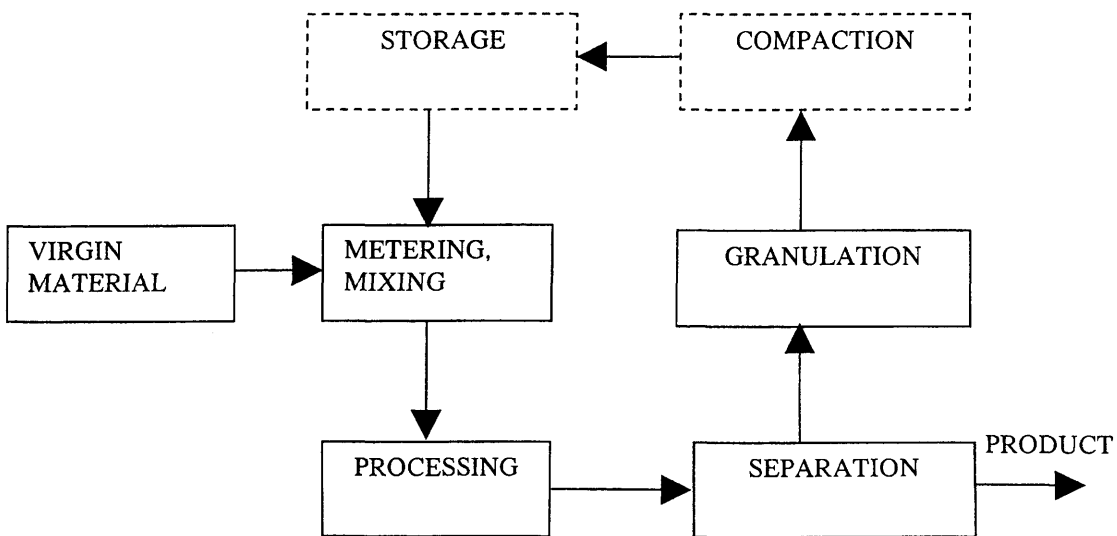 STORAGE
COMPACTION
VIRGIN
MATERIAL
METERING,
MIXING
GRANULATION
PROCESSING
SEPARATION
PRODUCT